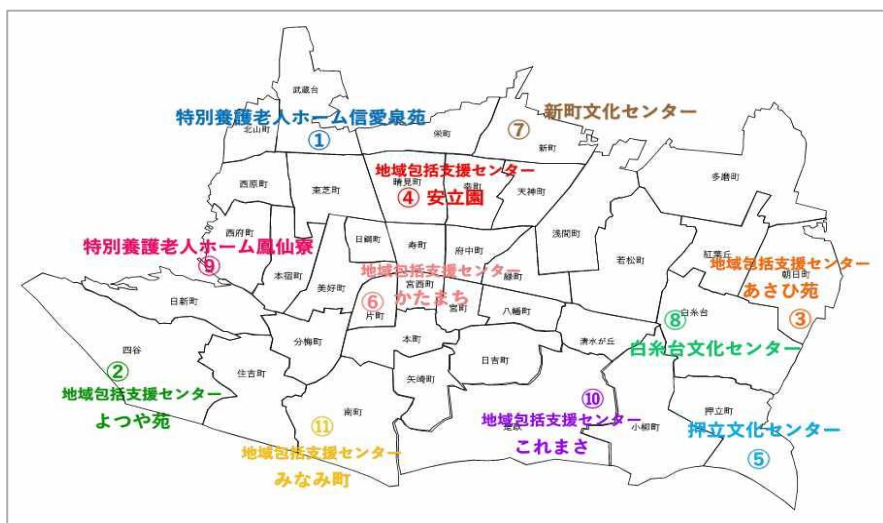 武蔵台
特別養護老人ホーム信愛泉苑
①
北山町
栄町
新町文化センター
⑦
新町
西原町
東芝町
地域包括支援センター
④ 安立園
晴見町
幸町
天神町
多磨町
浅間町
若松町
紅葉丘
朝日町
地域包括支援センター
あさひ苑
③
西府町
特別養護老人ホーム鳳仙寮
⑨
本宿町
日鋼町
美好町
寿町
府中町
緑町
地域包括支援センター
かたまち
⑥
片町
宮西町
宮町
八幡町
日新町
四谷
②
地域包括支援センター
よつや苑
住吉町
分梅町
本町
矢崎町
日吉町
清水が丘
⑧
白糸台
白糸台文化センター
南町
⑪
地域包括支援センター
みなみ町
⑩
地域包括支援センター
これまさ
是政
小柳町
押立町
押立文化センター
⑤